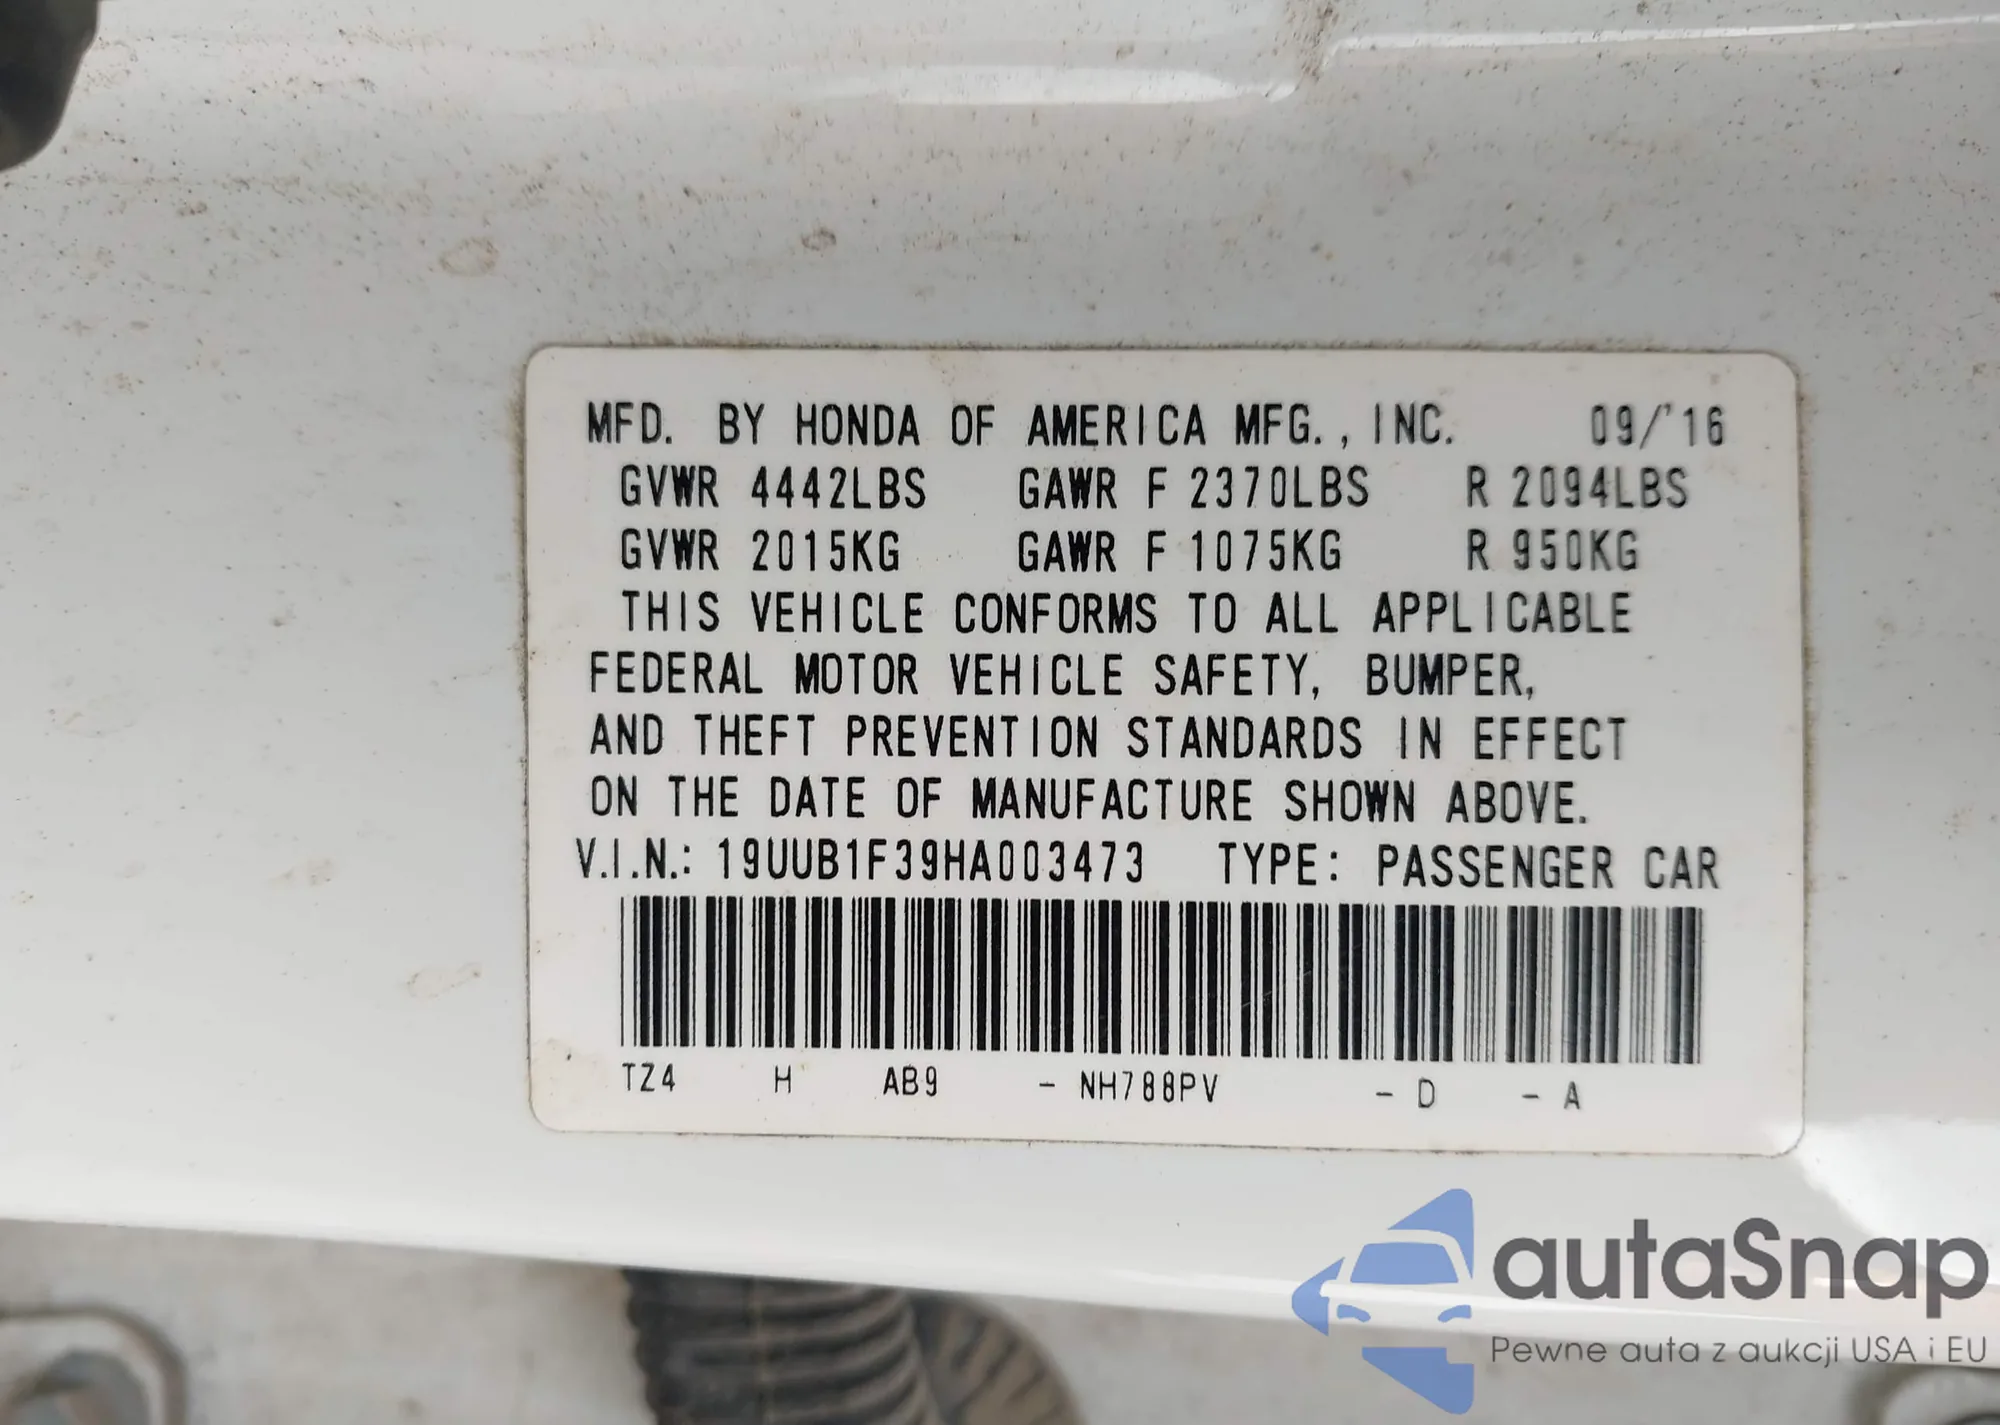 MFD. BY HONDA OF AMERICA MFG., INC. 09/'16
GVWR 4442LBS GAWR F 2370LBS R 2094LBS
GVWR 2015KG GAWR F 1075KG R 950KG
THIS VEHICLE CONFORMS TO ALL APPLICABLE
FEDERAL MOTOR VEHICLE SAFETY, BUMPER,
AND THEFT PREVENTION STANDARDS IN EFFECT
ON THE DATE OF MANUFACTURE SHOWN ABOVE.
V.I.N.: 19UUB1F39HA003473 TYPE: PASSENGER CAR
TZ4 H AB9 - NH788PV - D - A
autaSnap
Pewne auta z aukcji USA i EU